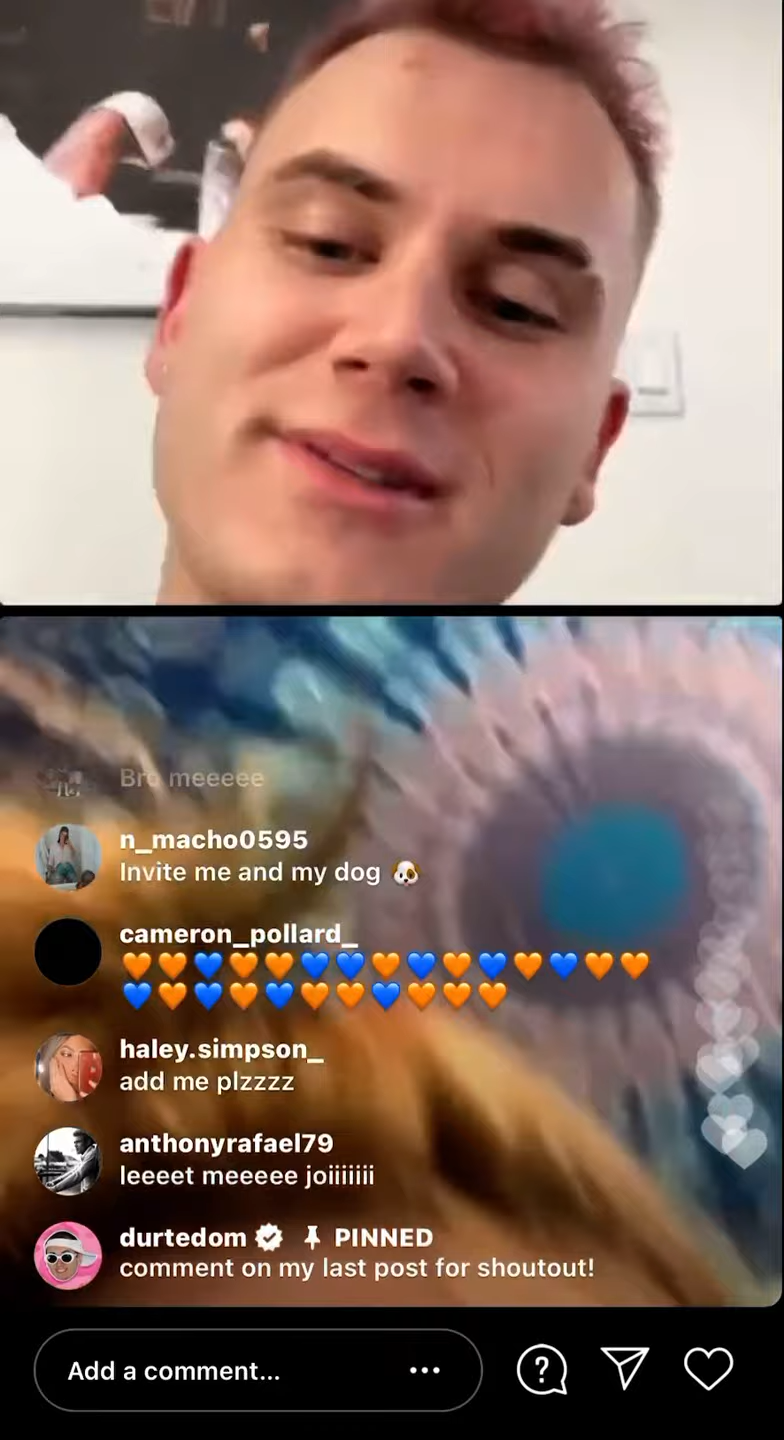 Bro meeeee
n_macho0595
Invite me and my dog 🐶
cameron_pollard_
🧡🧡💙🧡🧡💙💙🧡💙🧡💙🧡💙🧡🧡
💙🧡💙🧡💙🧡🧡💙🧡🧡🧡
haley.simpson_
add me plzzzz
anthonyrafael79
leeeet meeeee joiiiiiii
durtedom PINNED
comment on my last post for shoutout!
Add a comment...